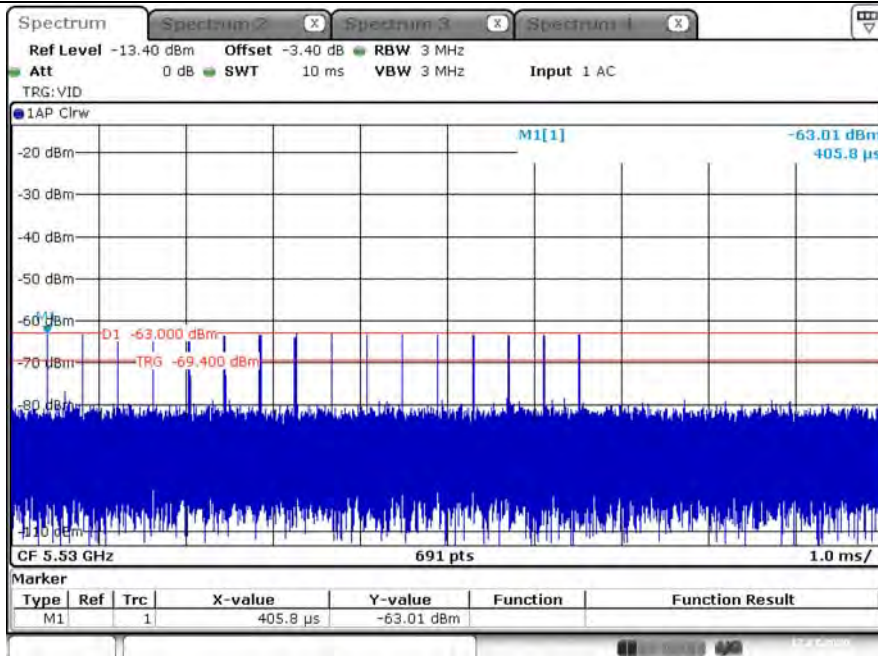 Spectrum Spectrum 2 X Spectrum 3 X Spectrum 4 X
Ref Level -13.40 dBm Offset -3.40 dB RBW 3 MHz
Att 0 dB SWT 10 ms VBW 3 MHz Input 1 AC
TRG:VID
1AP Clrw
M1[1] -63.01 dBm
405.8 µs
-20 dBm
-30 dBm
-40 dBm
-50 dBm
-60 dBm
M1
D1 -63.000 dBm
-70 dBm
TRG -69.400 dBm
-80 dBm
-110 dBm
CF 5.53 GHz 691 pts 1.0 ms/
Marker
Type Ref Trc X-value Y-value Function Function Result
M1 1 405.8 µs -63.01 dBm